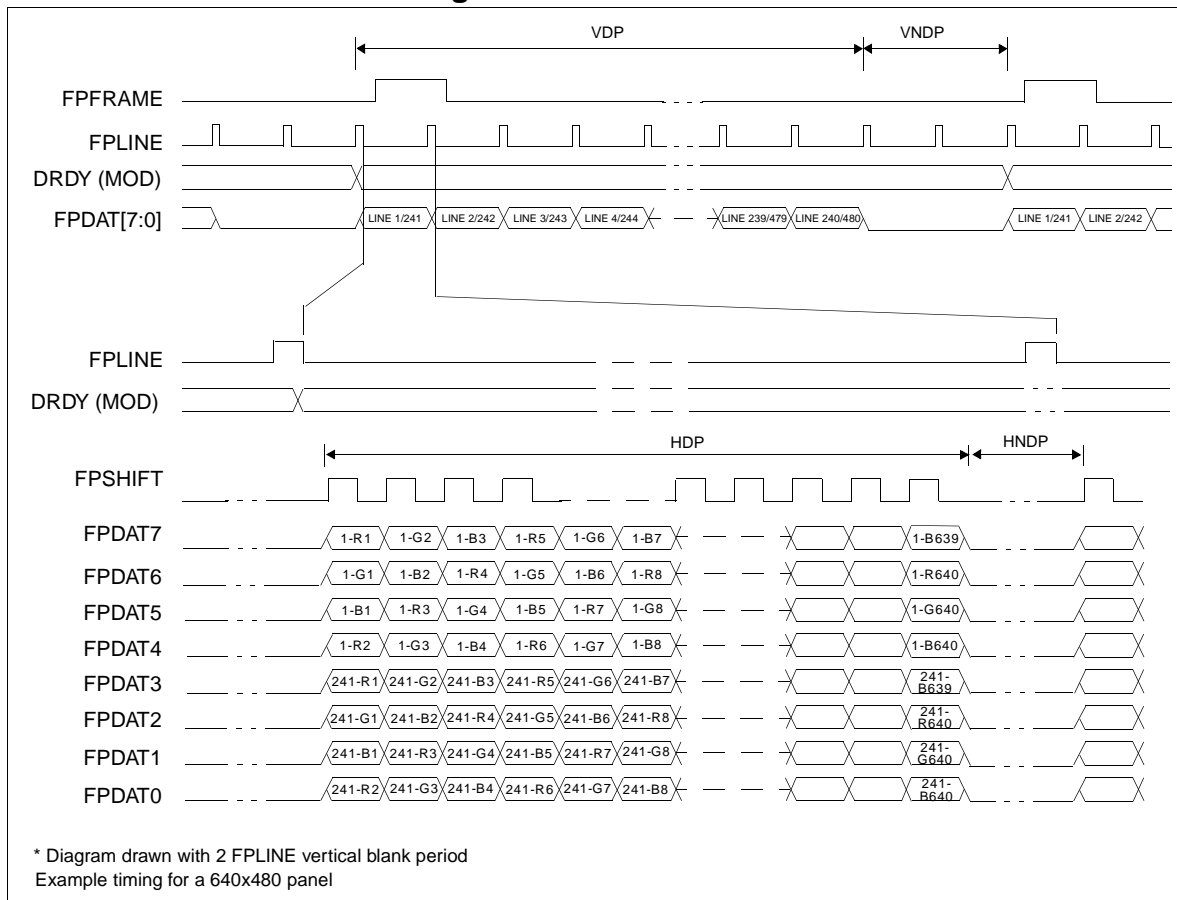 VDP VNDP
FPFRAME
FPLINE
DRDY (MOD)
FPDAT[7:0] LINE 1/241 LINE 2/242 LINE 3/243 LINE 4/244 LINE 239/479 LINE 240/480 LINE 1/241 LINE 2/242
FPLINE
DRDY (MOD)
HDP HNDP
FPSHIFT
FPDAT7 1-R1 1-G2 1-B3 1-R5 1-G6 1-B7 1-B639
FPDAT6 1-G1 1-B2 1-R4 1-G5 1-B6 1-R8 1-R640
FPDAT5 1-B1 1-R3 1-G4 1-B5 1-R7 1-G8 1-G640
FPDAT4 1-R2 1-G3 1-B4 1-R6 1-G7 1-B8 1-B640
FPDAT3 241-R1 241-G2 241-B3 241-R5 241-G6 241-B7 241-B639
FPDAT2 241-G1 241-B2 241-R4 241-G5 241-B6 241-R8 241-R640
FPDAT1 241-B1 241-R3 241-G4 241-B5 241-R7 241-G8 241-G640
FPDAT0 241-R2 241-G3 241-B4 241-R6 241-G7 241-B8 241-B640
* Diagram drawn with 2 FPLINE vertical blank period
Example timing for a 640x480 panel